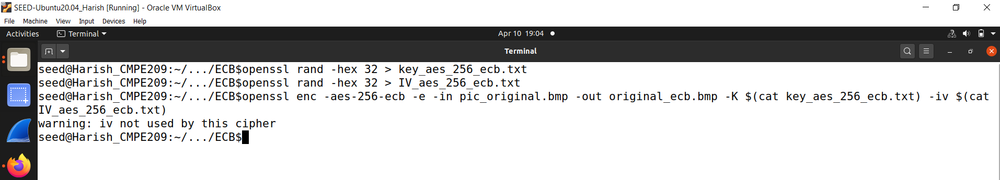 SEED-Ubuntu20.04_Harish [Running] - Oracle VM VirtualBox
File Machine View Input Devices Help
Activities Terminal Apr 10 19:04
Terminal
seed@Harish_CMPE209:~/.../ECB$openssl rand -hex 32 > key_aes_256_ecb.txt
seed@Harish_CMPE209:~/.../ECB$openssl rand -hex 32 > IV_aes_256_ecb.txt
seed@Harish_CMPE209:~/.../ECB$openssl enc -aes-256-ecb -e -in pic_original.bmp -out original_ecb.bmp -K $(cat key_aes_256_ecb.txt) -iv $(cat
IV_aes_256_ecb.txt)
warning: iv not used by this cipher
seed@Harish_CMPE209:~/.../ECB$